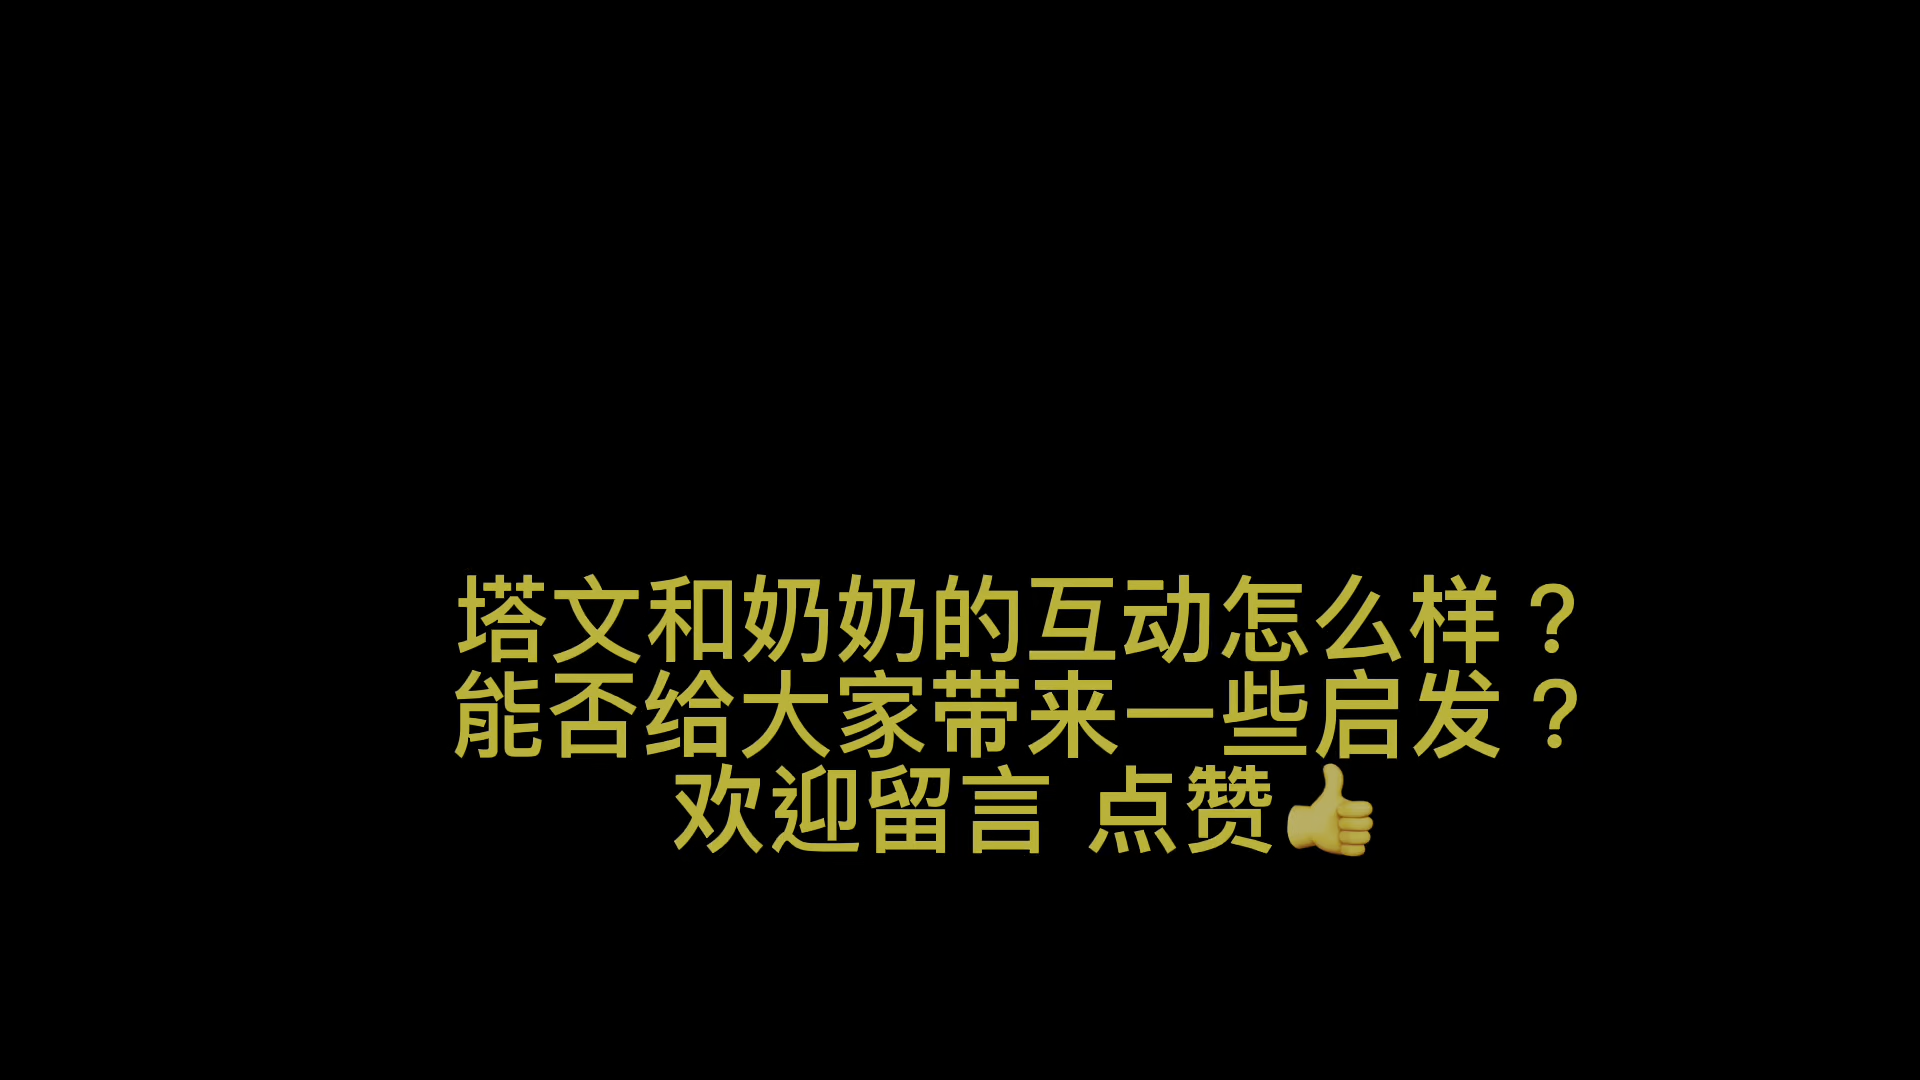 塔文和奶奶的互动怎么样？
能否给大家带来一些启发？
欢迎留言 点赞👍